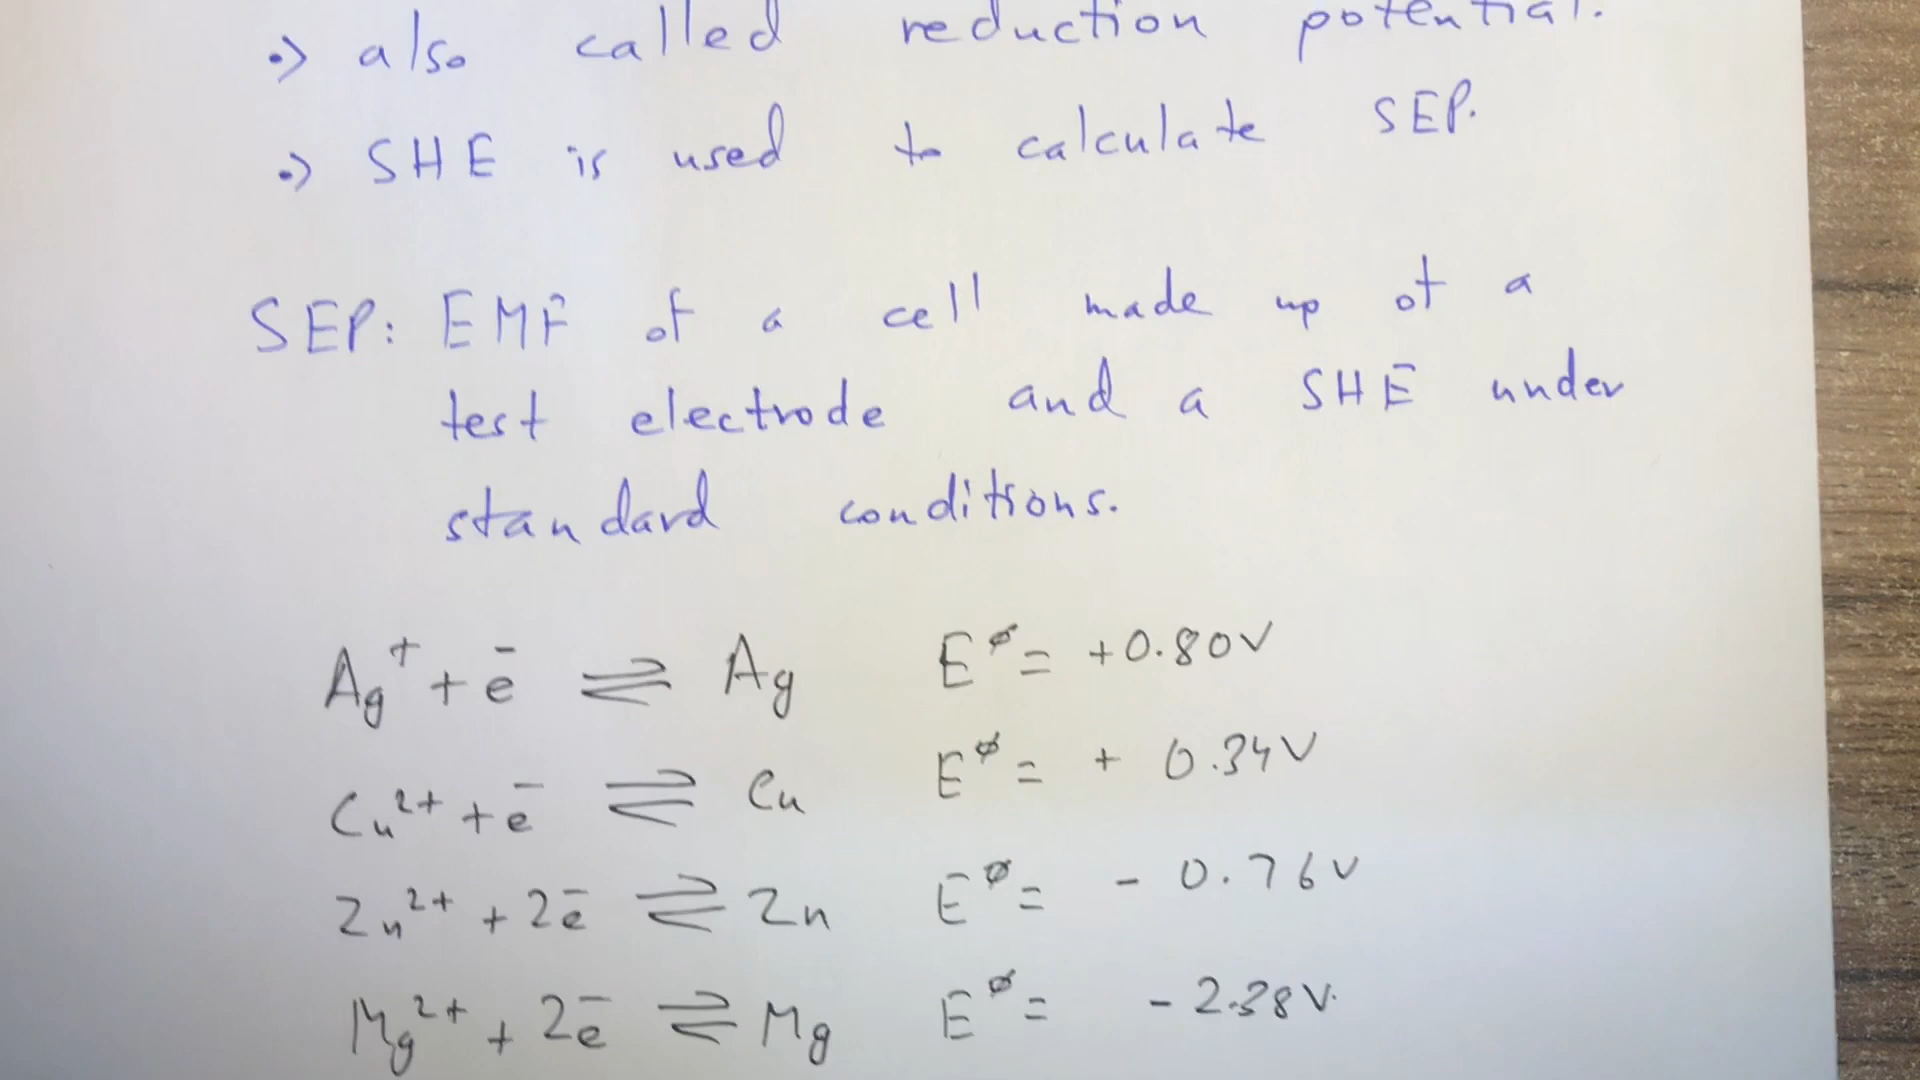 ·> also called reduction potential.
·> SHE is used to calculate SEP.
SEP: EMF of a cell made up of a
test electrode and a SHE under
standard conditions.
Ag⁺ + e⁻ ⇌ Ag E⦵ = +0.80V
Cu²⁺ + e⁻ ⇌ Cu E⦵ = + 0.34V
Zn²⁺ + 2e⁻ ⇌ Zn E⦵ = - 0.76V
Mg²⁺ + 2e⁻ ⇌ Mg E⦵ = - 2.38V.